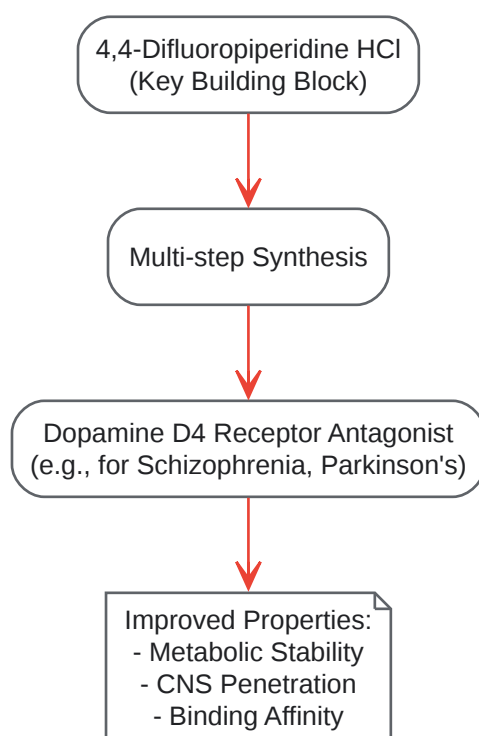 4,4-Difluoropiperidine HCl
(Key Building Block)
Multi-step Synthesis
Dopamine D4 Receptor Antagonist
(e.g., for Schizophrenia, Parkinson's)
Improved Properties:
- Metabolic Stability
- CNS Penetration
- Binding Affinity